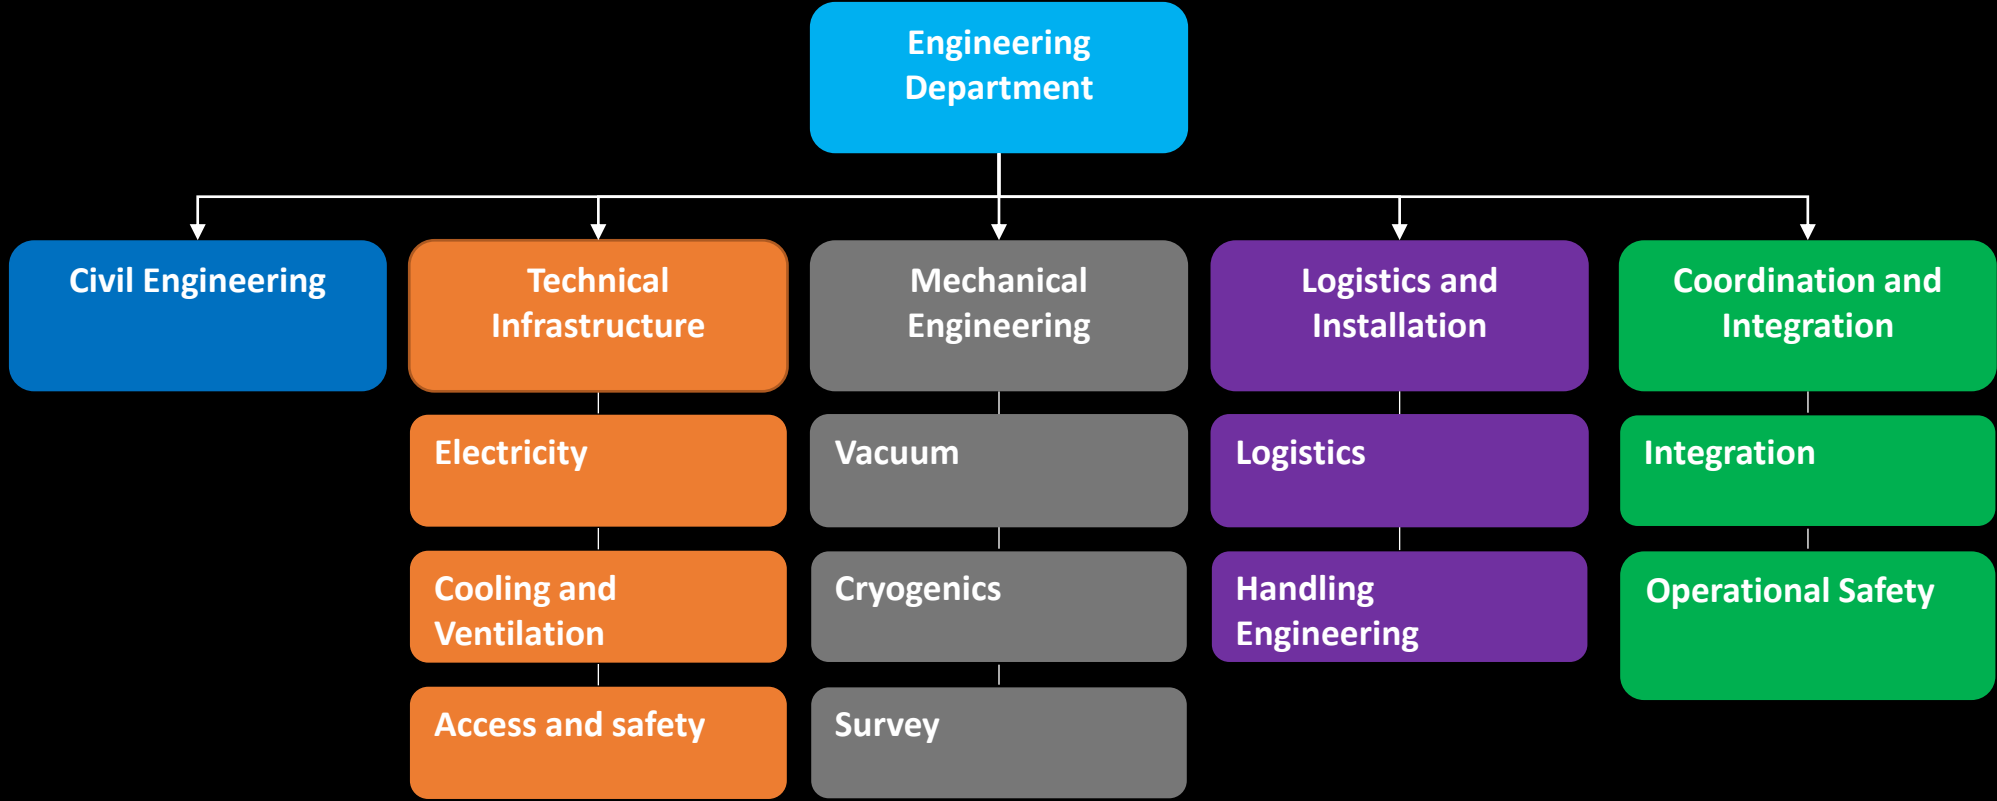 Engineering
Department
Civil Engineering
Technical
Infrastructure
Mechanical
Engineering
Logistics and
Installation
Coordination and
Integration
Electricity
Vacuum
Logistics
Integration
Cooling and
Ventilation
Cryogenics
Handling
Engineering
Operational Safety
Access and safety
Survey